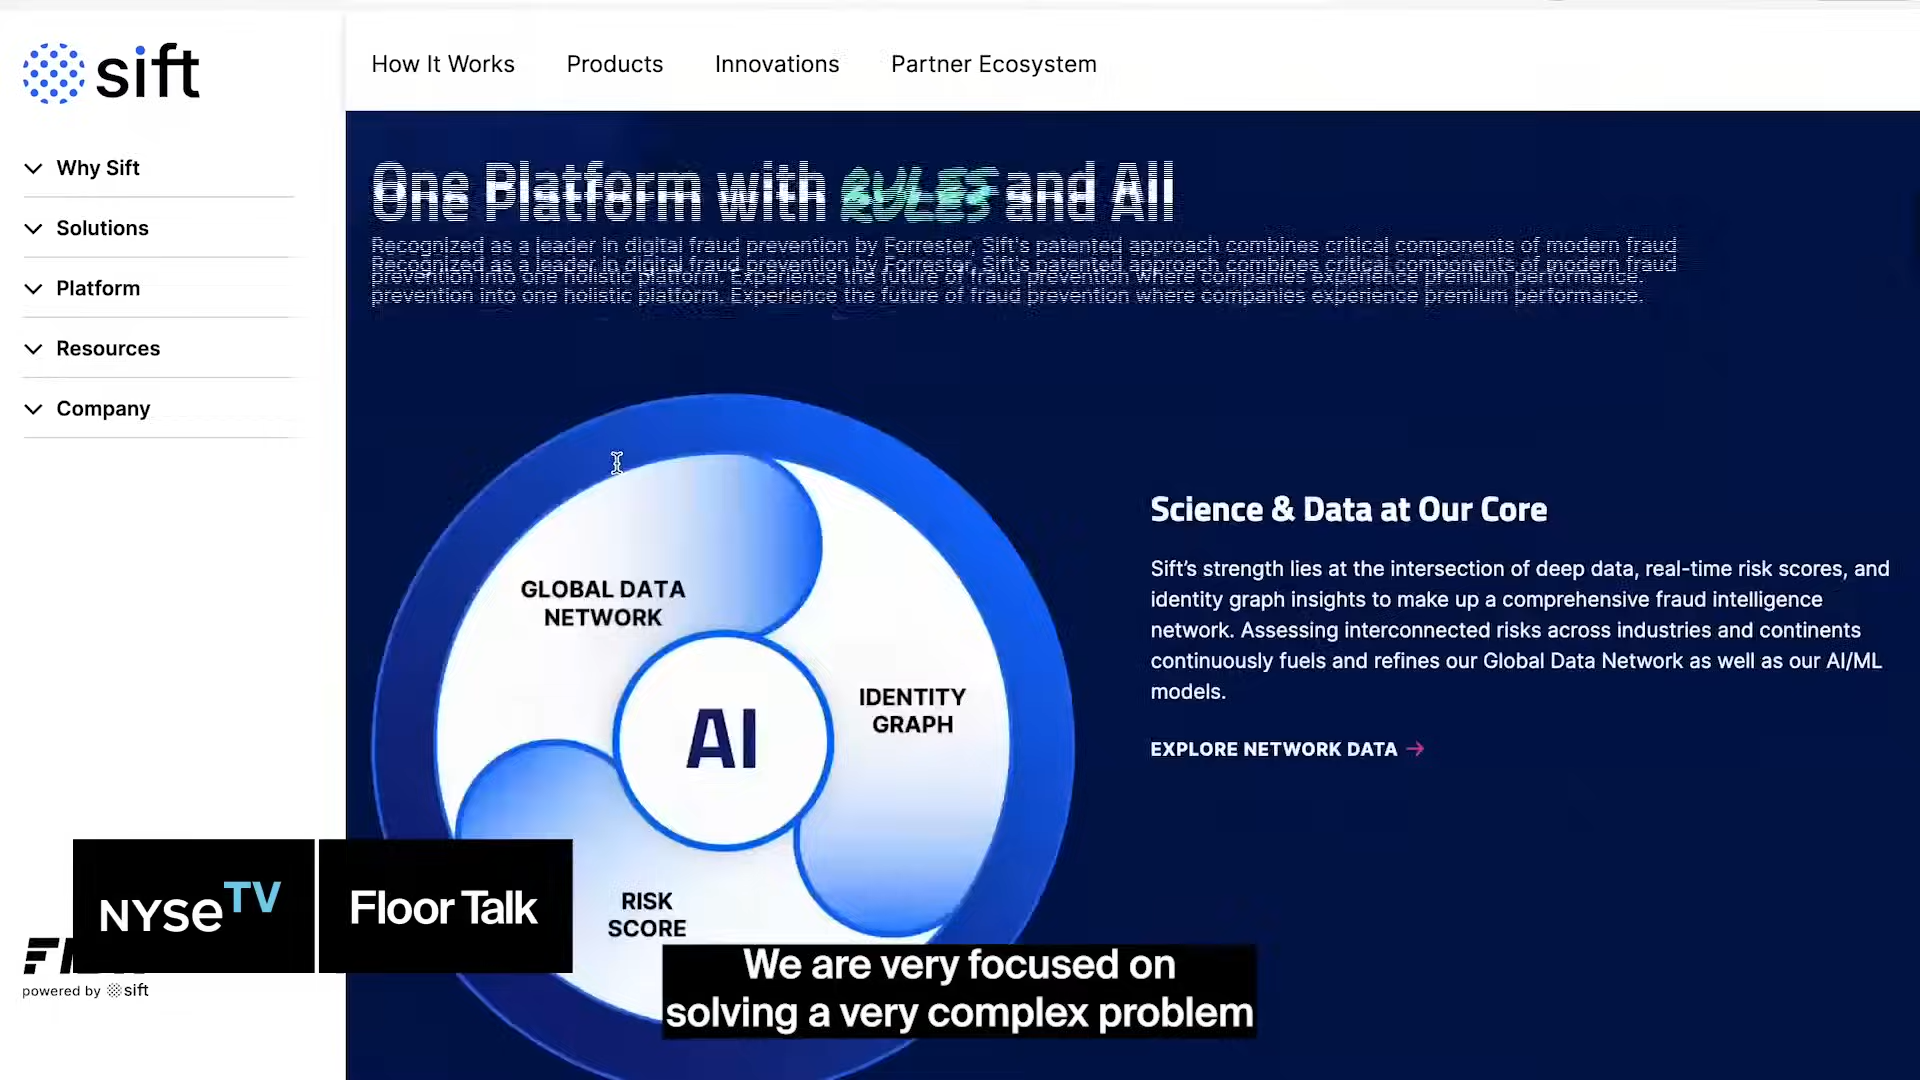 sift
How It Works
Products
Innovations
Partner Ecosystem
Why Sift
Solutions
Platform
Resources
Company
One Platform with RULES and All
Recognized as a leader in digital fraud prevention by Forrester, Sift's patented approach combines critical components of modern fraud
prevention into one holistic platform. Experience the future of fraud prevention where companies experience premium performance.
GLOBAL DATA
NETWORK
IDENTITY
GRAPH
AI
RISK
SCORE
Science & Data at Our Core
Sift’s strength lies at the intersection of deep data, real-time risk scores, and
identity graph insights to make up a comprehensive fraud intelligence
network. Assessing interconnected risks across industries and continents
continuously fuels and refines our Global Data Network as well as our AI/ML
models.
EXPLORE NETWORK DATA
NYSE TV
Floor Talk
powered by sift
We are very focused on
solving a very complex problem